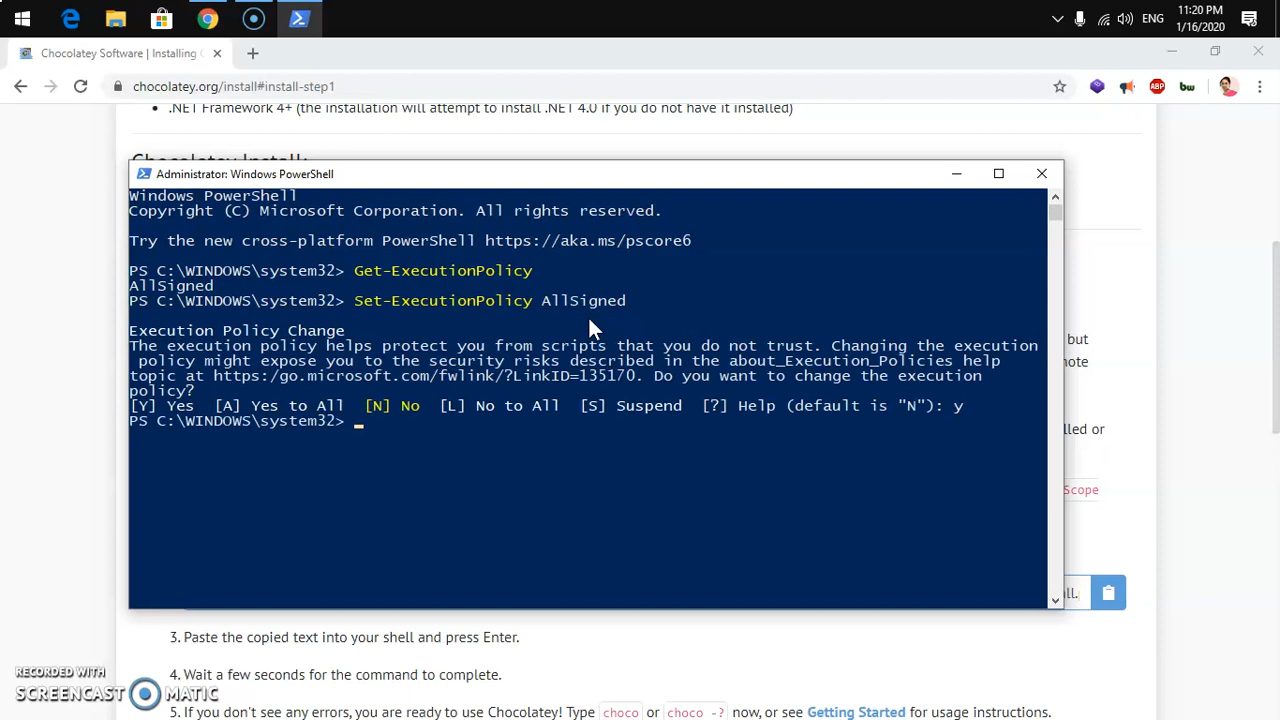 ENG
11:20 PM
1/16/2020
Chocolatey Software | Installing
chocolatey.org/install#install-step1
ABP
bw
.NET Framework 4+ (the installation will attempt to install .NET 4.0 if you do not have it installed)
Chocolatey Install:
Administrator: Windows PowerShell
Windows PowerShell
Copyright (C) Microsoft Corporation. All rights reserved.
Try the new cross-platform PowerShell https://aka.ms/pscore6
PS C:\WINDOWS\system32> Get-ExecutionPolicy
AllSigned
PS C:\WINDOWS\system32> Set-ExecutionPolicy AllSigned
Execution Policy Change
The execution policy helps protect you from scripts that you do not trust. Changing the execution
policy might expose you to the security risks described in the about_Execution_Policies help
topic at https:/go.microsoft.com/fwlink/?LinkID=135170. Do you want to change the execution
policy?
[Y] Yes [A] Yes to All [N] No [L] No to All [S] Suspend [?] Help (default is "N"): y
PS C:\WINDOWS\system32>
but
note
lled or
Scope
all.
3. Paste the copied text into your shell and press Enter.
4. Wait a few seconds for the command to complete.
5. If you don't see any errors, you are ready to use Chocolatey! Type choco or choco -? now, or see Getting Started for usage instructions.
RECORDED WITH
SCREENCAST MATIC